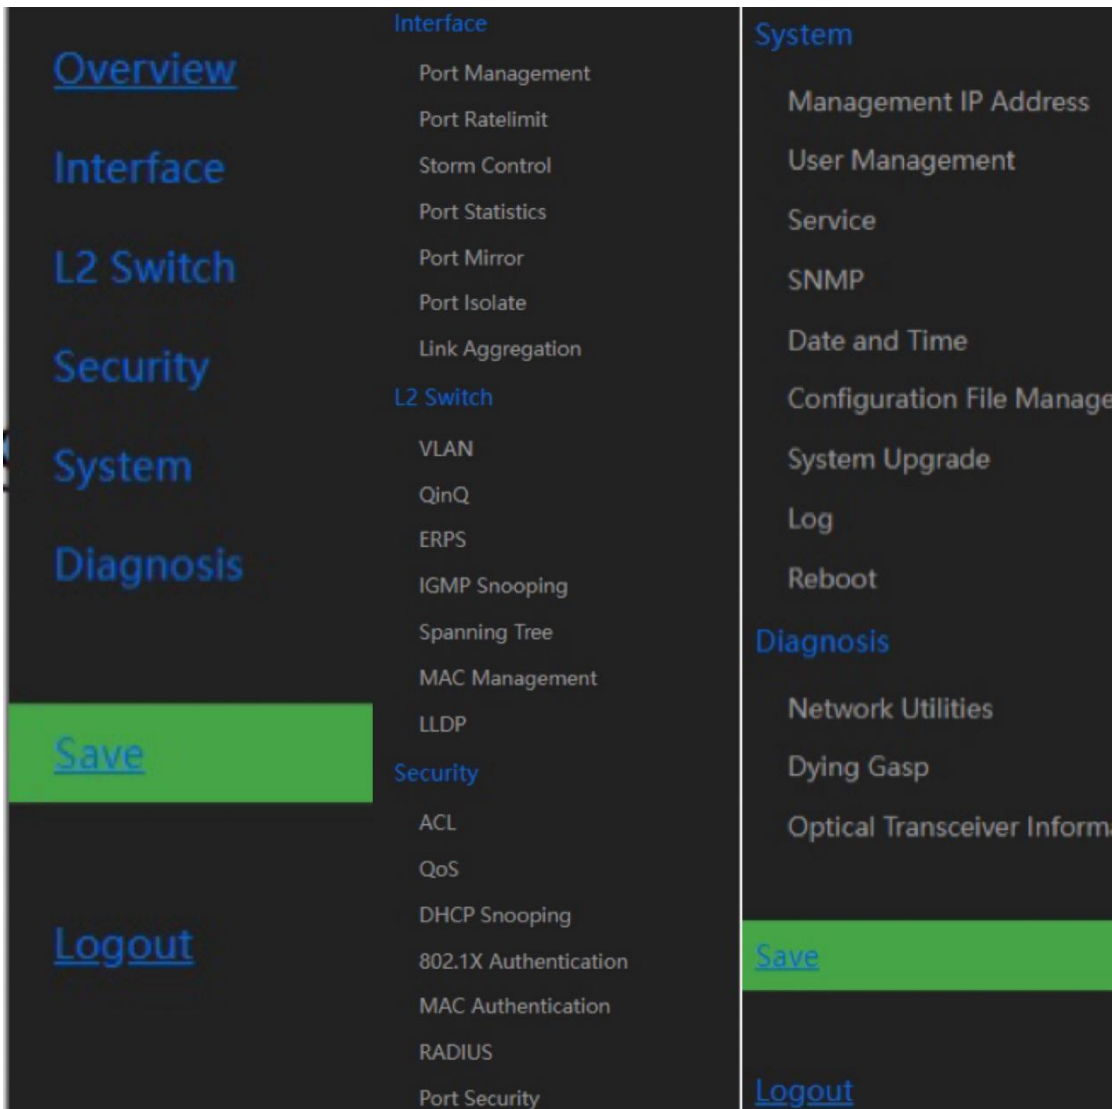 Overview
Interface
L2 Switch
Security
System
Diagnosis
Save
Logout
Interface
Port Management
Port Ratelimit
Storm Control
Port Statistics
Port Mirror
Port Isolate
Link Aggregation
L2 Switch
VLAN
QinQ
ERPS
IGMP Snooping
Spanning Tree
MAC Management
LLDP
Security
ACL
QoS
DHCP Snooping
802.1X Authentication
MAC Authentication
RADIUS
Port Security
System
Management IP Address
User Management
Service
SNMP
Date and Time
Configuration File Manage
System Upgrade
Log
Reboot
Diagnosis
Network Utilities
Dying Gasp
Optical Transceiver Inform
Save
Logout